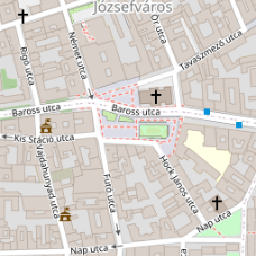 Józsefváros
Rigó utca
Német utca
Őr utca
Tavaszmező utca
Baross utca
Baross utca
Kis Stáció utca
Vajdahunyad utca
Futó utca
Hock János utca
Nap utca
Nap utca